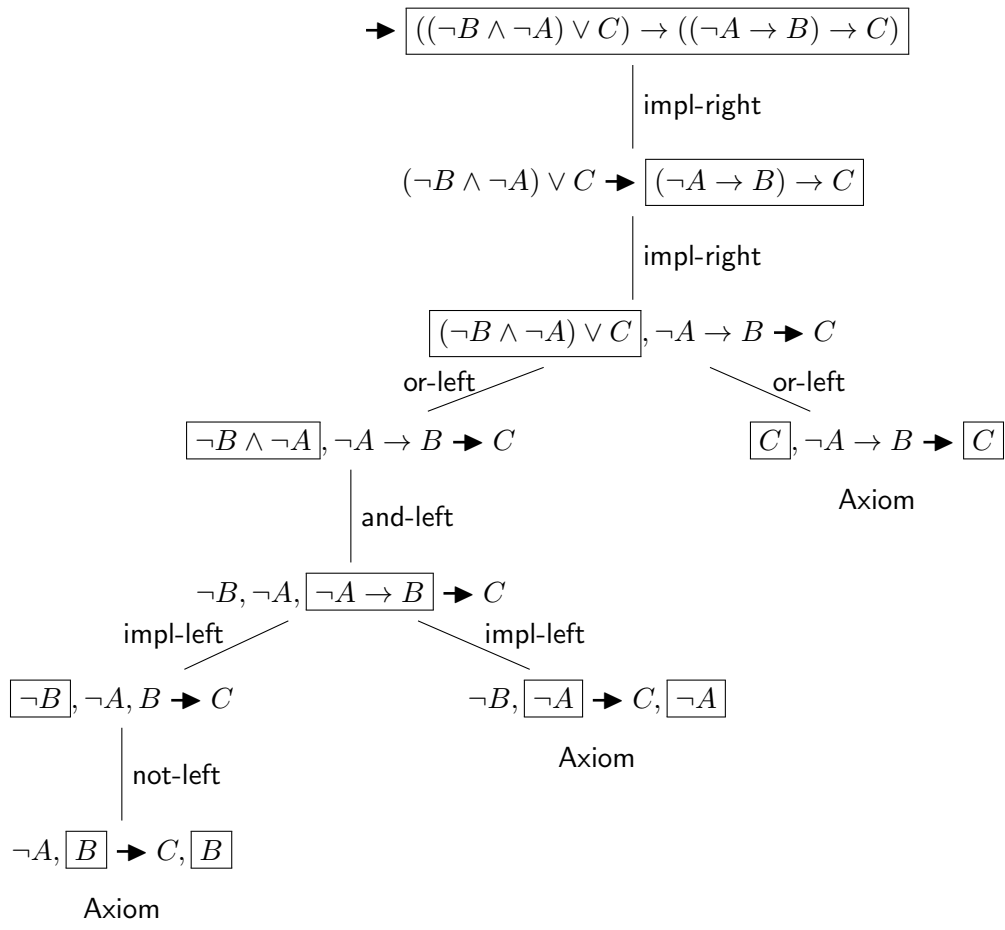 → ((¬B ∧ ¬A) ∨ C) → ((¬A → B) → C)
impl-right
(¬B ∧ ¬A) ∨ C → (¬A → B) → C
impl-right
(¬B ∧ ¬A) ∨ C, ¬A → B → C
or-left or-left
¬B ∧ ¬A, ¬A → B → C C, ¬A → B → C
Axiom
and-left
¬B, ¬A, ¬A → B → C
impl-left impl-left
¬B, ¬A, B → C ¬B, ¬A → C, ¬A
Axiom
not-left
¬A, B → C, B
Axiom